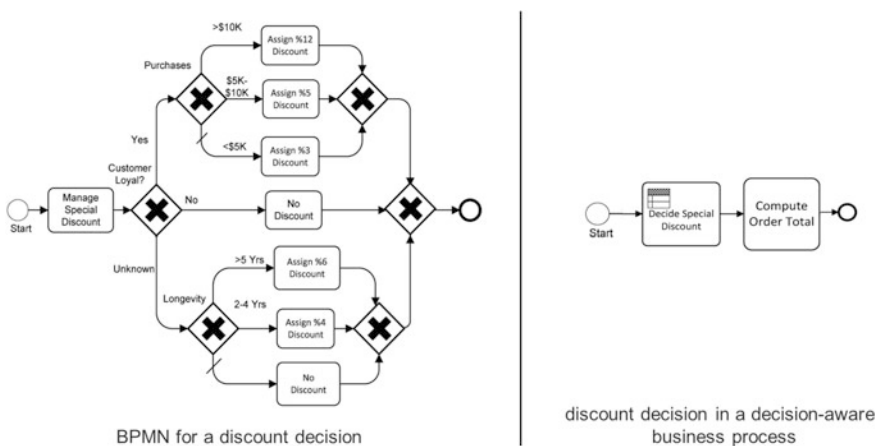 >$10K
Assign %12
Discount
Purchases
$5K-
$10K
Assign %5
Discount
Yes
<$5K
Assign %3
Discount
Customer
Loyal?
Manage
Special
Discount
Start
No
No
Discount
Unknown
>5 Yrs
Assign %6
Discount
Longevity
2-4 Yrs
Assign %4
Discount
No
Discount
BPMN for a discount decision
Start
Decide Special
Discount
Compute
Order Total
discount decision in a decision-aware
business process